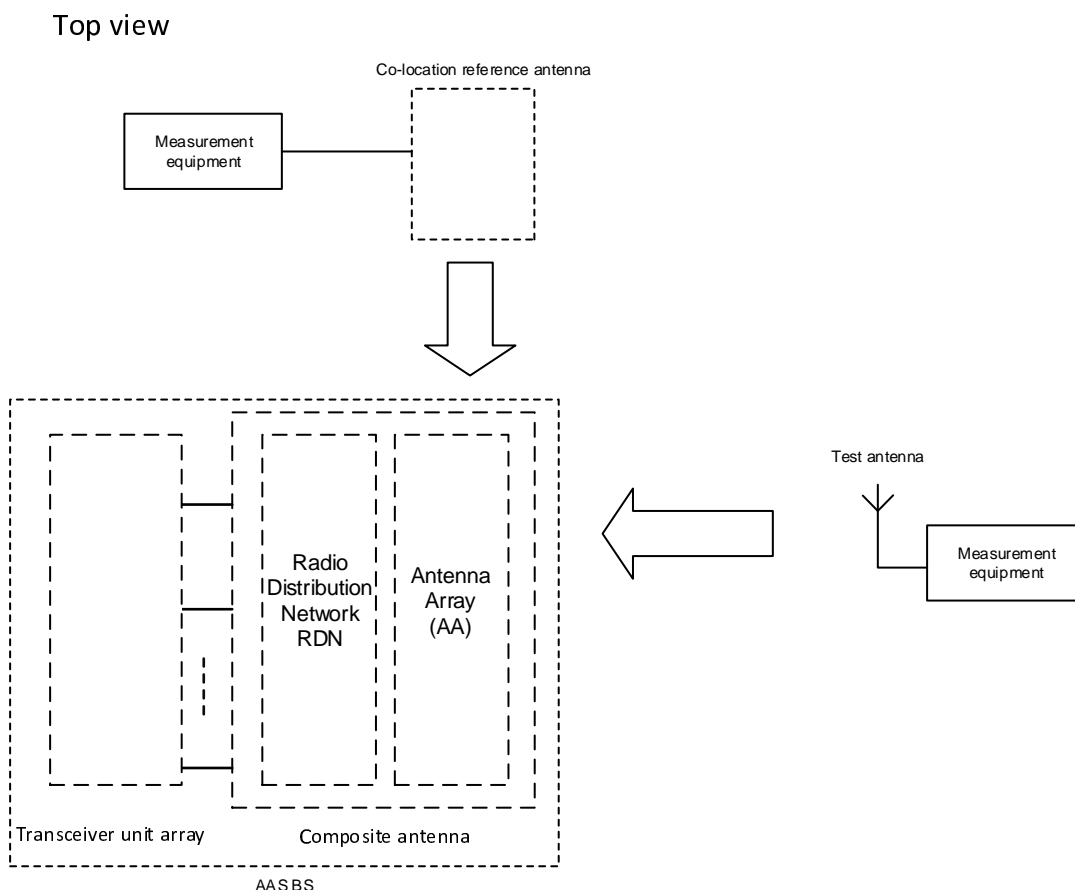 Top view
Co-location reference antenna
Measurement
equipment
Test antenna
Measurement
equipment
Radio
Distribution
Network
RDN
Antenna
Array
(AA)
Transceiver unit array
Composite antenna
AAS BS